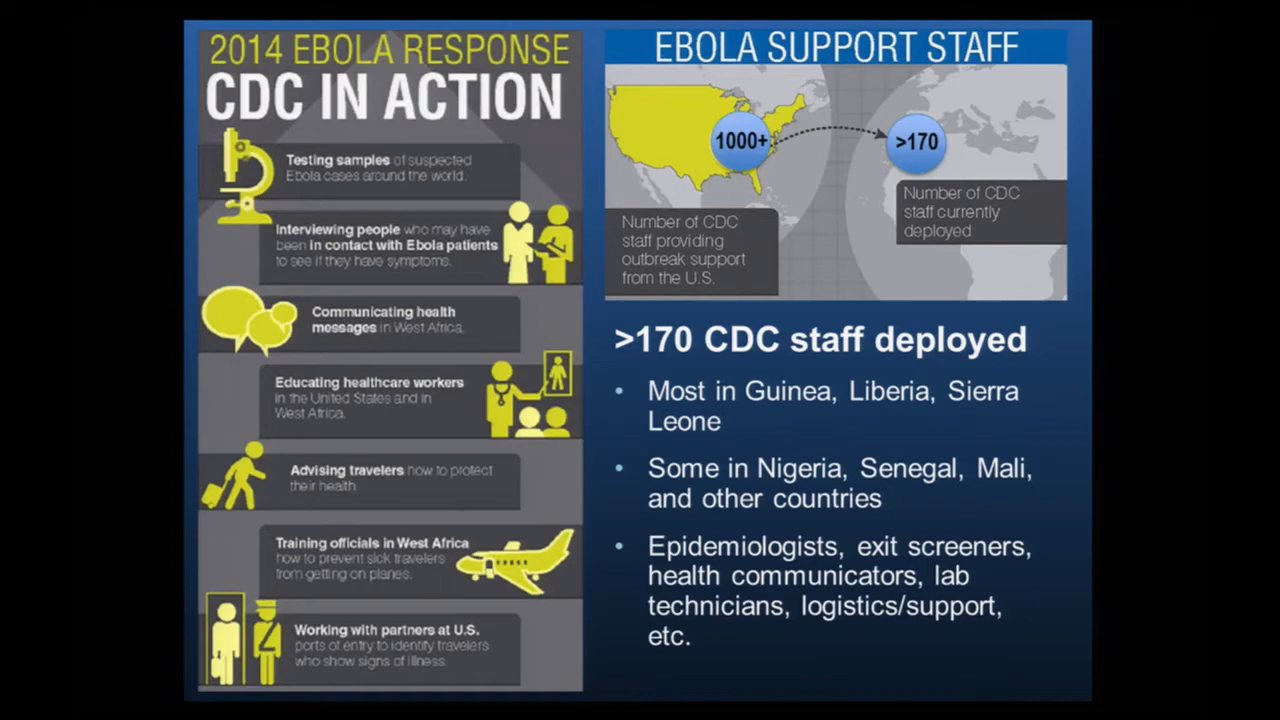 2014 EBOLA RESPONSE
CDC IN ACTION
Testing samples of suspected
Ebola cases around the world.
Interviewing people who may have
been in contact with Ebola patients
to see if they have symptoms.
Communicating health
messages in West Africa.
Educating healthcare workers
in the United States and in
West Africa.
Advising travelers how to protect
their health.
Training officials in West Africa
how to prevent sick travelers
from getting on planes.
Working with partners at U.S.
ports of entry to identify travelers
who show signs of illness.
EBOLA SUPPORT STAFF
1000+
>170
Number of CDC
staff providing
outbreak support
from the U.S.
Number of CDC
staff currently
deployed
>170 CDC staff deployed
• Most in Guinea, Liberia, Sierra
Leone
• Some in Nigeria, Senegal, Mali,
and other countries
• Epidemiologists, exit screeners,
health communicators, lab
technicians, logistics/support,
etc.